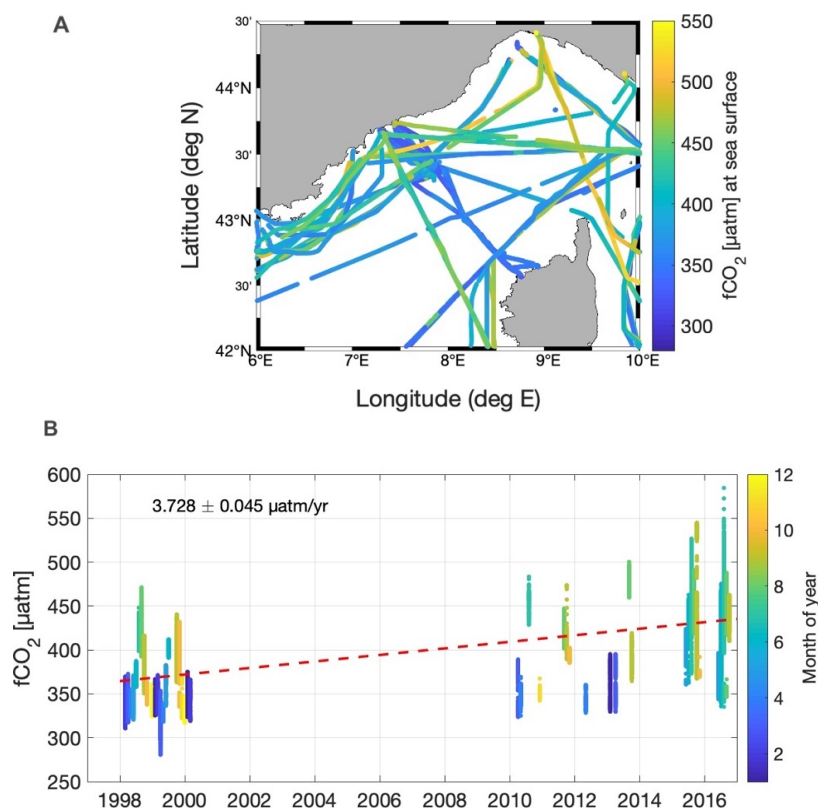 A
30'
44°N
30'
43°N
30'
42°N
6°E
7°E
8°E
9°E
10°E
Latitude (deg N)
Longitude (deg E)
550
500
450
400
350
300
fCO₂ [µatm] at sea surface
B
600
550
500
450
400
350
300
250
fCO₂ [µatm]
3.728 ± 0.045 µatm/yr
1998
2000
2002
2004
2006
2008
2010
2012
2014
2016
12
10
8
6
4
2
Month of year